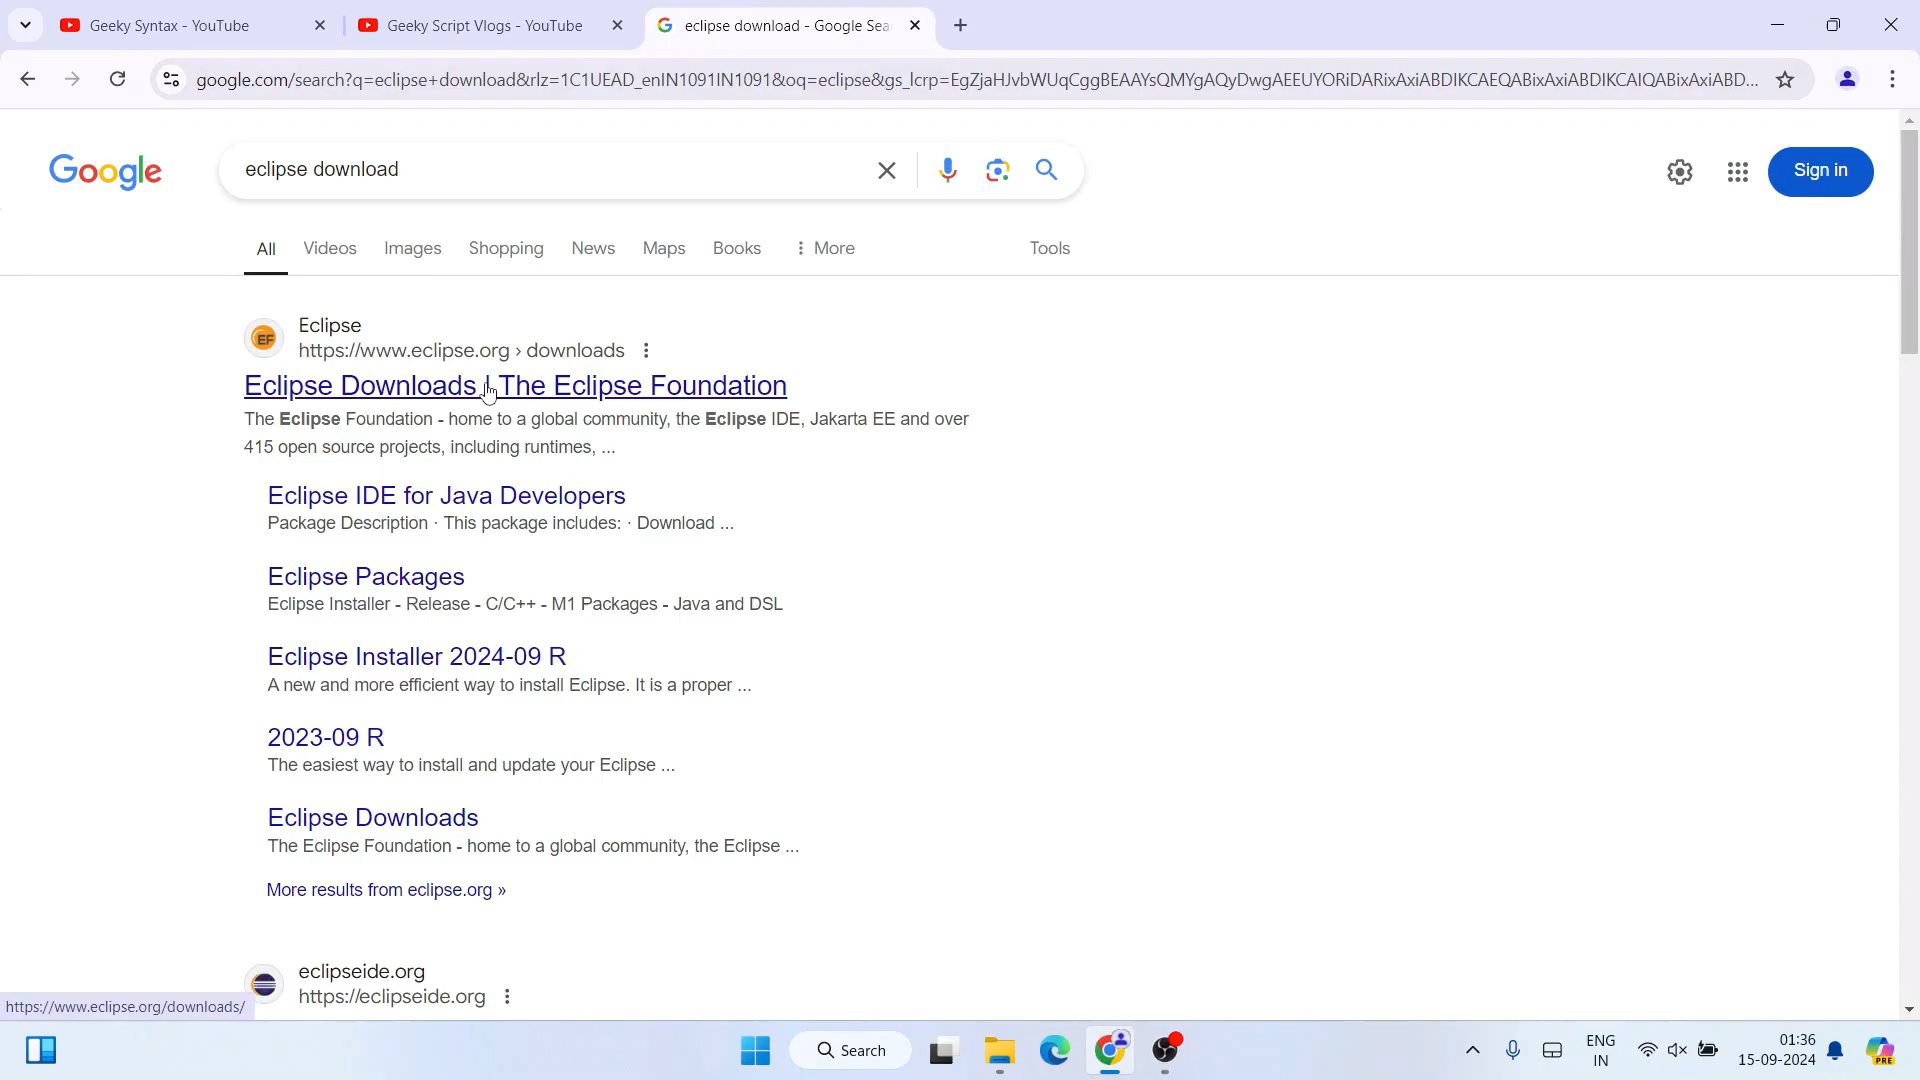 Geeky Syntax - YouTube
Geeky Script Vlogs - YouTube
eclipse download - Google Sea
google.com/search?q=eclipse+download&rlz=1C1UEAD_enIN1091IN1091&oq=eclipse&gs_lcrp=EgZjaHJvbWUqCggBEAAYsQMYgAQyDwgAEEUYORiDARixAxiABDIKCAEQABixAxiABDIKCAIQABixAxiABD...
Google
eclipse download
Sign in
All
Videos
Images
Shopping
News
Maps
Books
More
Tools
EF
Eclipse
https://www.eclipse.org › downloads
Eclipse Downloads | The Eclipse Foundation
The Eclipse Foundation - home to a global community, the Eclipse IDE, Jakarta EE and over
415 open source projects, including runtimes, ...
Eclipse IDE for Java Developers
Package Description · This package includes: · Download ...
Eclipse Packages
Eclipse Installer - Release - C/C++ - M1 Packages - Java and DSL
Eclipse Installer 2024-09 R
A new and more efficient way to install Eclipse. It is a proper ...
2023-09 R
The easiest way to install and update your Eclipse ...
Eclipse Downloads
The Eclipse Foundation - home to a global community, the Eclipse ...
More results from eclipse.org »
eclipseide.org
https://eclipseide.org
https://www.eclipse.org/downloads/
Search
ENG
IN
01:36
15-09-2024
PRE